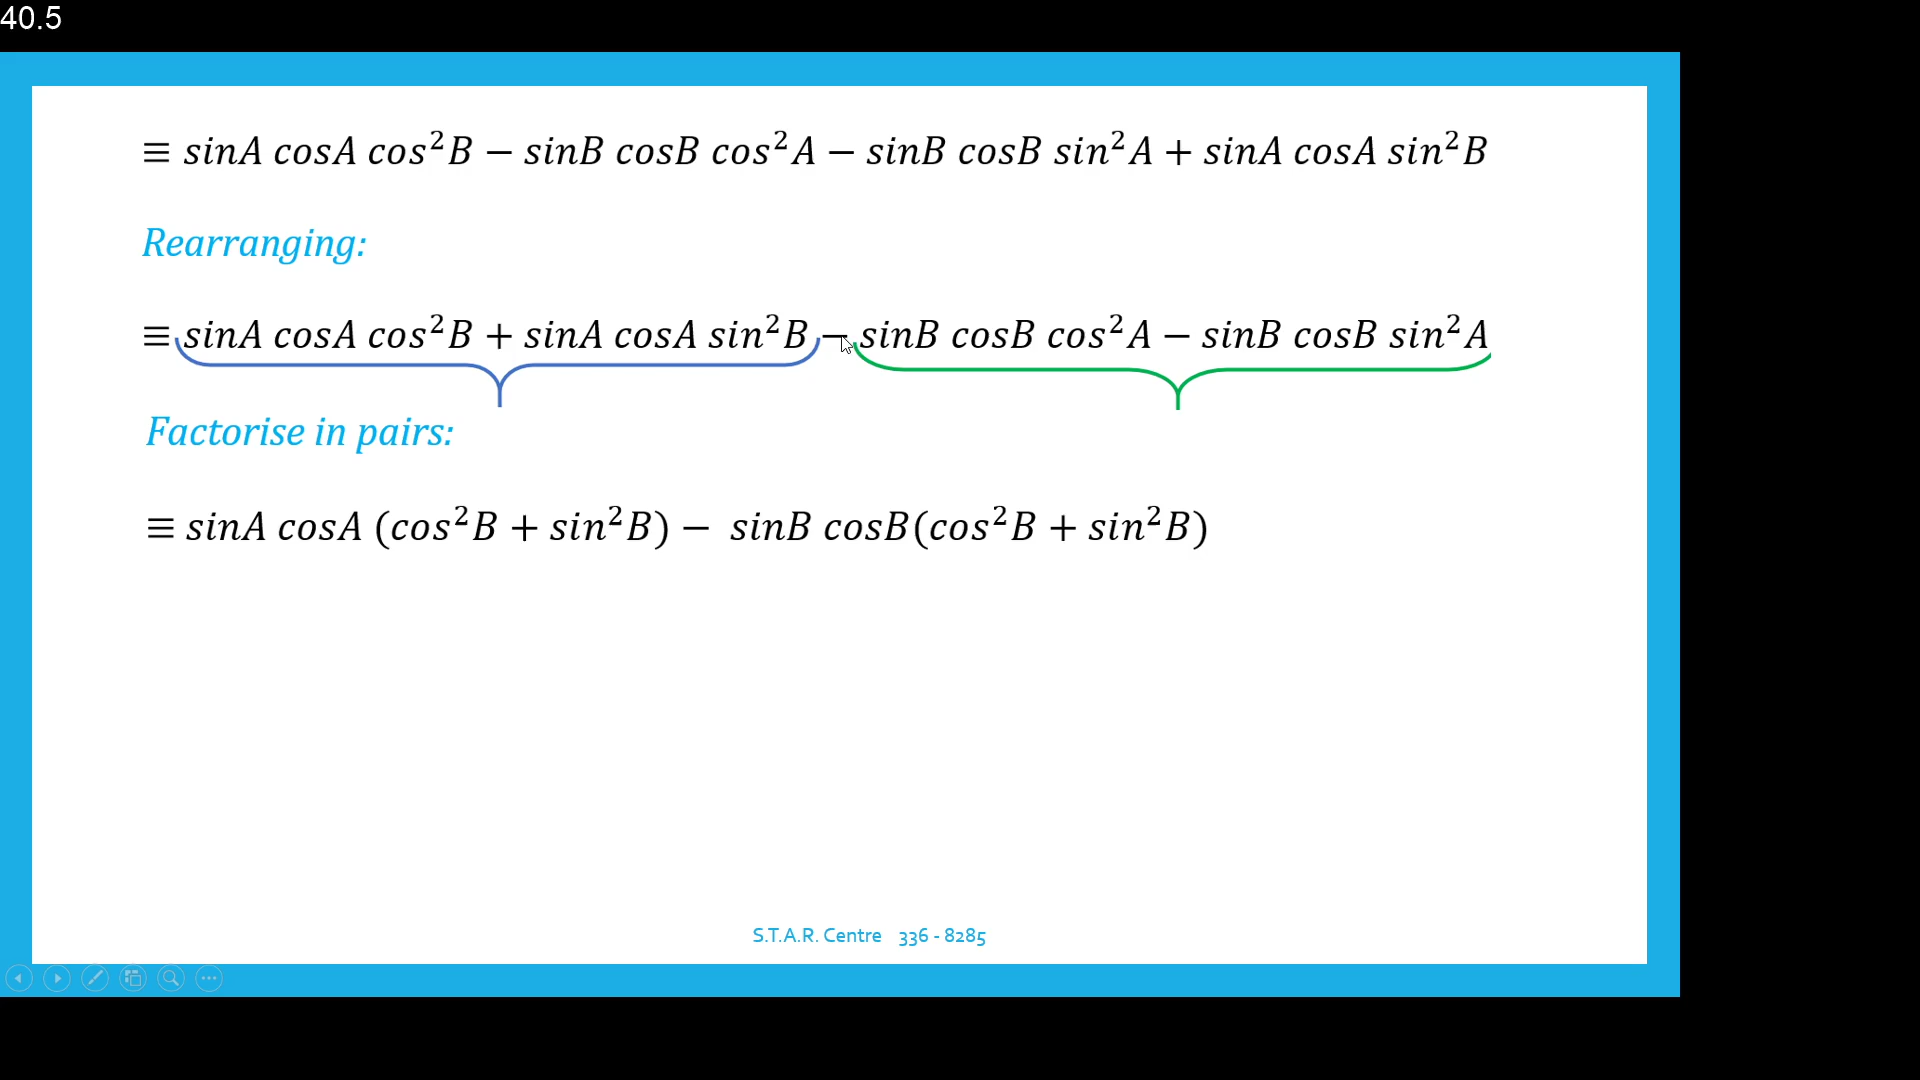 40.5
≡ sinA cosA cos²B − sinB cosB cos²A − sinB cosB sin²A + sinA cosA sin²B
Rearranging:
≡ sinA cosA cos²B + sinA cosA sin²B − sinB cosB cos²A − sinB cosB sin²A
Factorise in pairs:
≡ sinA cosA (cos²B + sin²B) − sinB cosB(cos²B + sin²B)
S.T.A.R. Centre 336 - 8285